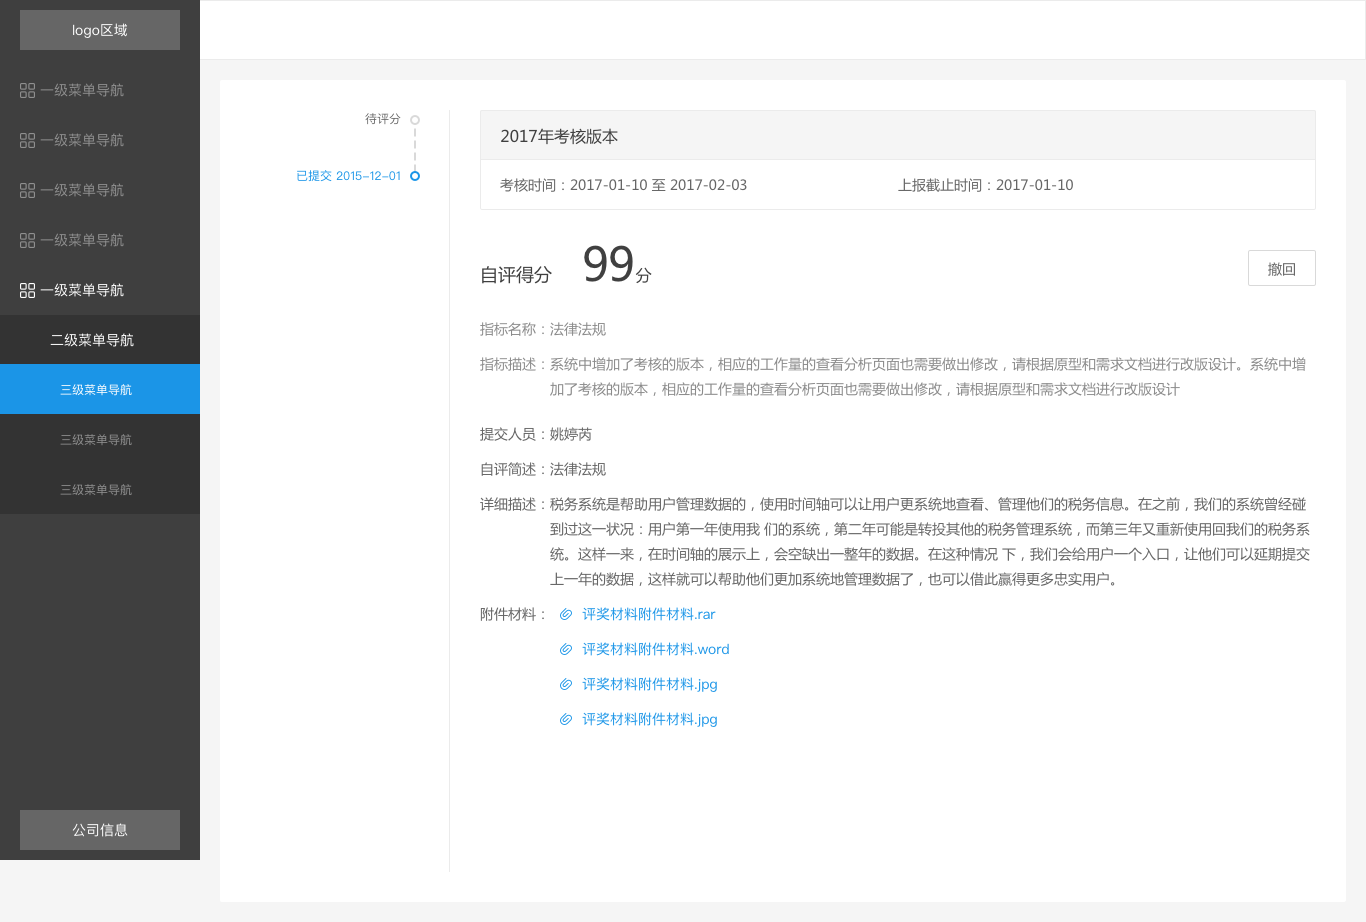 logo区域
一级菜单导航
一级菜单导航
一级菜单导航
一级菜单导航
一级菜单导航
二级菜单导航
三级菜单导航
三级菜单导航
三级菜单导航
公司信息
待评分
已提交 2015-12-01
2017年考核版本
考核时间：2017-01-10 至 2017-02-03
上报截止时间：2017-01-10
自评得分 99分
撤回
指标名称：法律法规
指标描述：系统中增加了考核的版本，相应的工作量的查看分析页面也需要做出修改，请根据原型和需求文档进行改版设计。系统中增
加了考核的版本，相应的工作量的查看分析页面也需要做出修改，请根据原型和需求文档进行改版设计
提交人员：姚婷芮
自评简述：法律法规
详细描述：税务系统是帮助用户管理数据的，使用时间轴可以让用户更系统地查看、管理他们的税务信息。在之前，我们的系统曾经碰
到过这一状况：用户第一年使用我 们的系统，第二年可能是转投其他的税务管理系统，而第三年又重新使用回我们的税务系
统。这样一来，在时间轴的展示上，会空缺出一整年的数据。在这种情况 下，我们会给用户一个入口，让他们可以延期提交
上一年的数据，这样就可以帮助他们更加系统地管理数据了，也可以借此赢得更多忠实用户。
附件材料： 评奖材料附件材料.rar
评奖材料附件材料.word
评奖材料附件材料.jpg
评奖材料附件材料.jpg